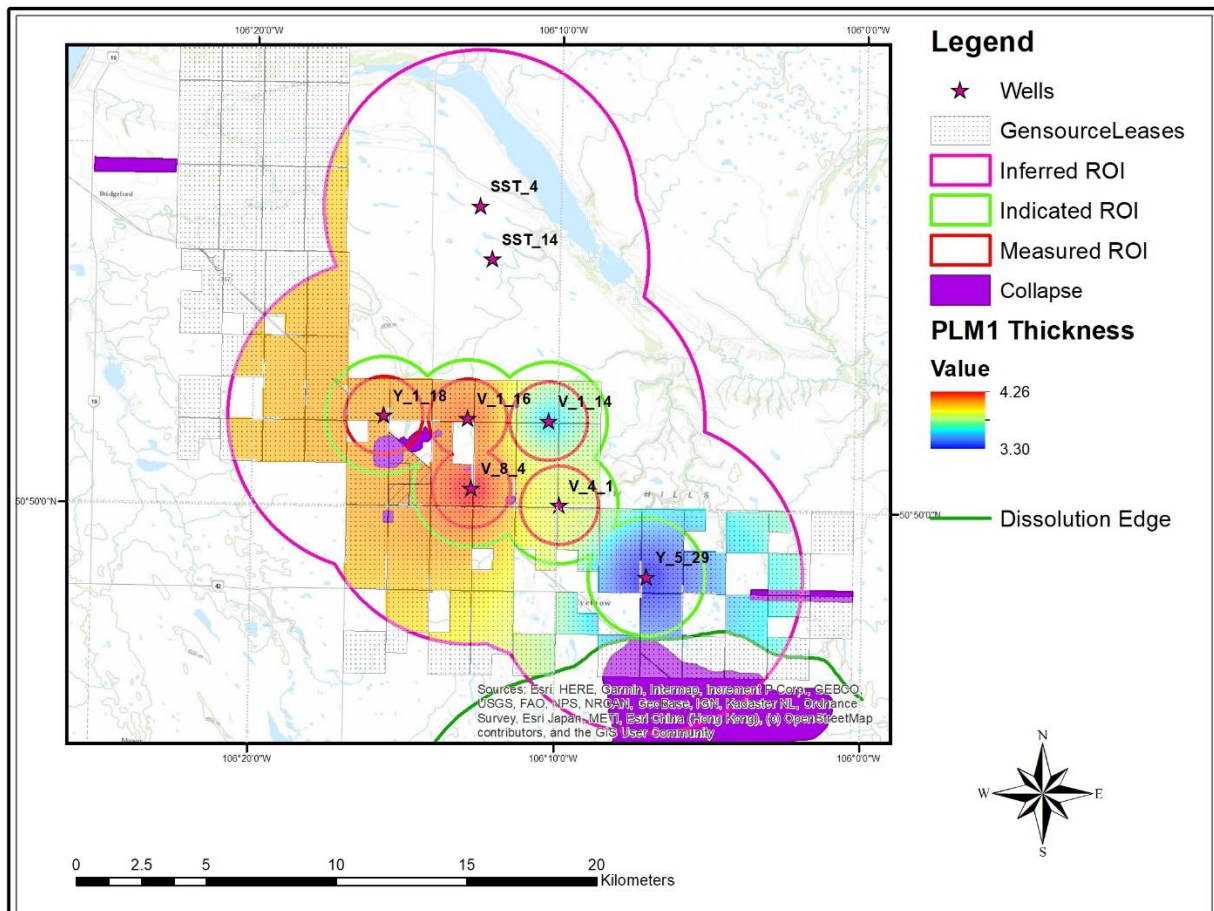 106°20'0"W 106°10'0"W 106°0'0"W
Legend
Wells
GensourceLeases
Inferred ROI
Indicated ROI
Measured ROI
Collapse
PLM1 Thickness
Value
4.26
3.30
Dissolution Edge
19
Bridgeford
SST_4
SST_14
19
Y_1_18
V_1_16
V_1_14
V_8_4
V_4_1
50°50'0"N
HILLS
50°50'0"N
Y_5_29
42
Sources: Esri, HERE, Garmin, Intermap, increment P Corp., GEBCO,
USGS, FAO, NPS, NRCAN, GeoBase, IGN, Kadaster NL, Ordnance
Survey, Esri Japan, METI, Esri China (Hong Kong), (c) OpenStreetMap
contributors, and the GIS User Community
106°20'0"W 106°10'0"W 106°0'0"W
N
W E
S
0 2.5 5 10 15 20
Kilometers